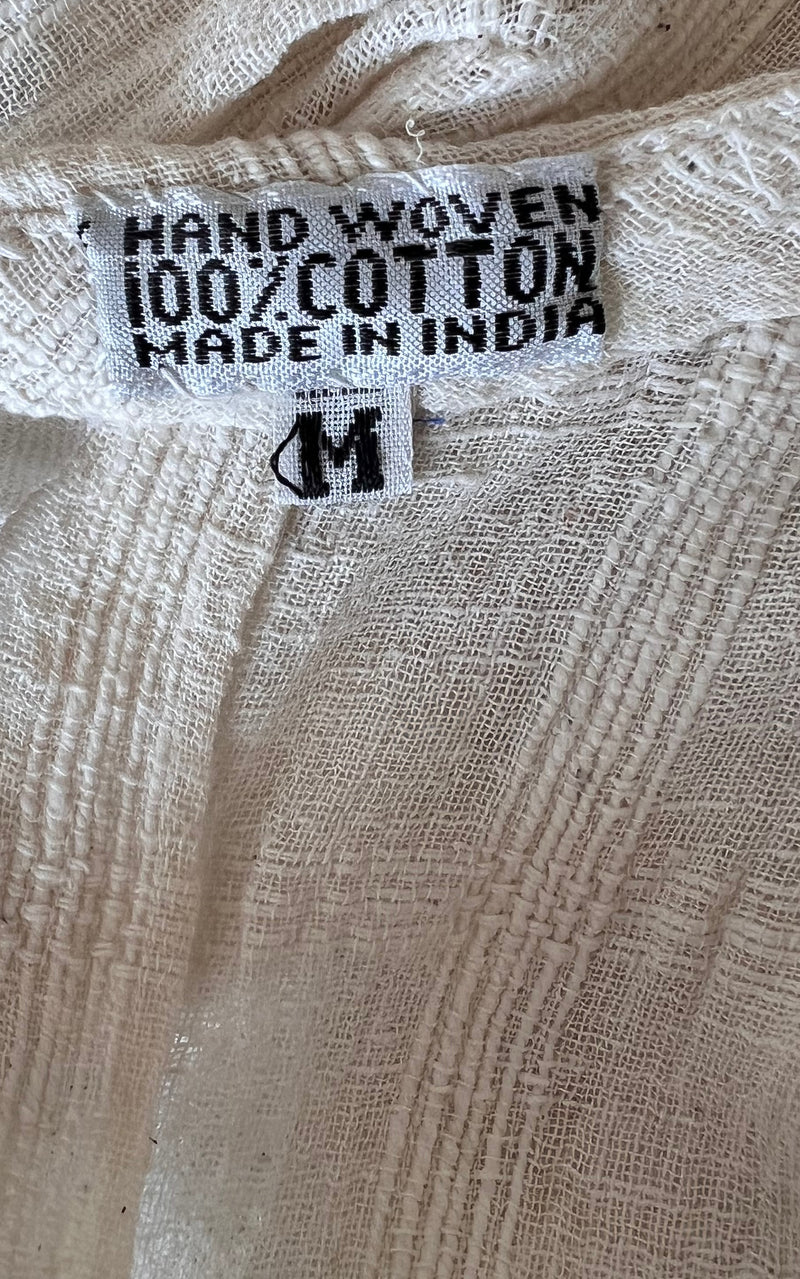 HAND WOVEN
100% COTTON
MADE IN INDIA
M